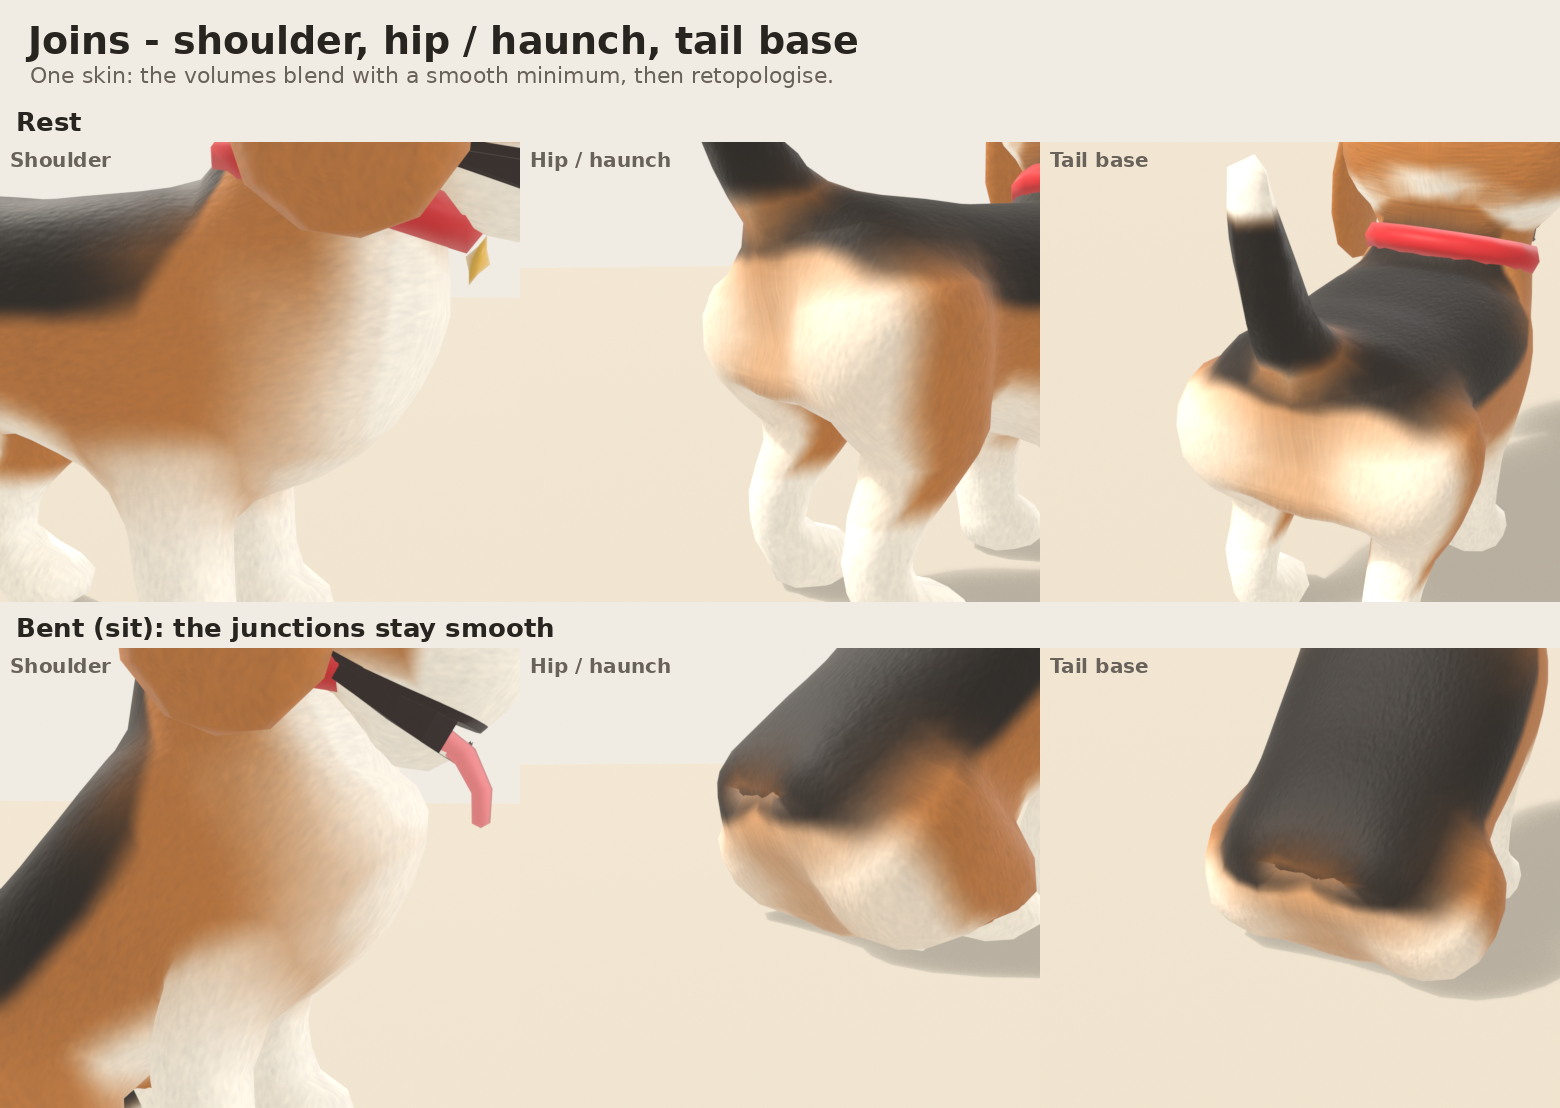 Joins - shoulder, hip / haunch, tail base
One skin: the volumes blend with a smooth minimum, then retopologise.
Rest
Shoulder
Hip / haunch
Tail base
Bent (sit): the junctions stay smooth
Shoulder
Hip / haunch
Tail base